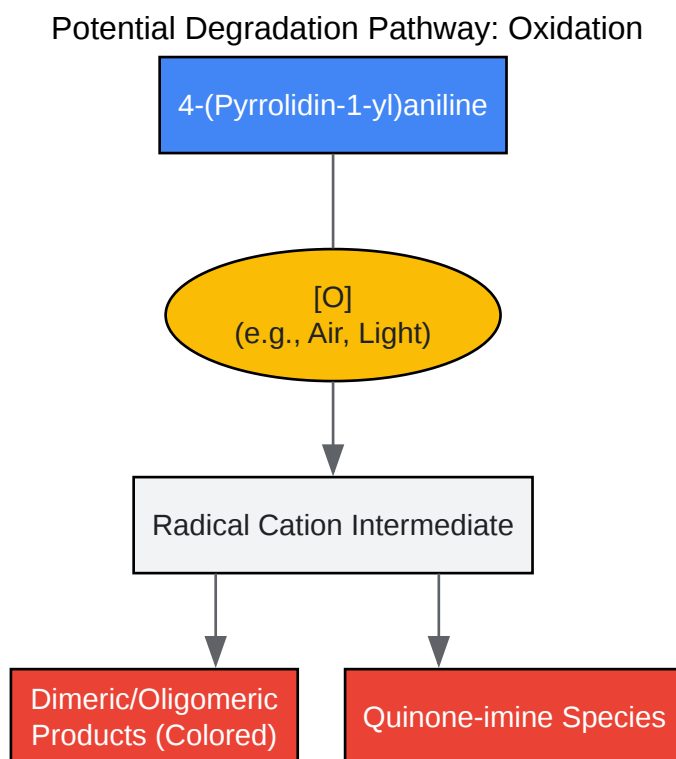 Potential Degradation Pathway: Oxidation
4-(Pyrrolidin-1-yl)aniline
[O]
(e.g., Air, Light)
Radical Cation Intermediate
Dimeric/Oligomeric
Products (Colored)
Quinone-imine Species